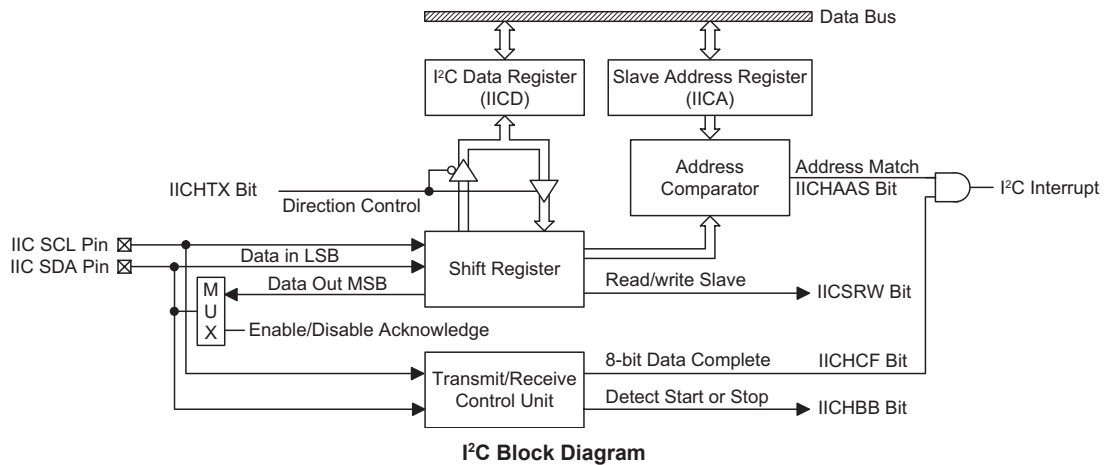 Data Bus
I²C Data Register
(IICD)
Slave Address Register
(IICA)
Address
Comparator
Address Match
IICHAAS Bit
I²C Interrupt
IICHTX Bit
Direction Control
IIC SCL Pin
IIC SDA Pin
Data in LSB
Shift Register
Data Out MSB
Read/write Slave
IICSRW Bit
M
U
X
Enable/Disable Acknowledge
Transmit/Receive
Control Unit
8-bit Data Complete
IICHCF Bit
Detect Start or Stop
IICHBB Bit
I²C Block Diagram